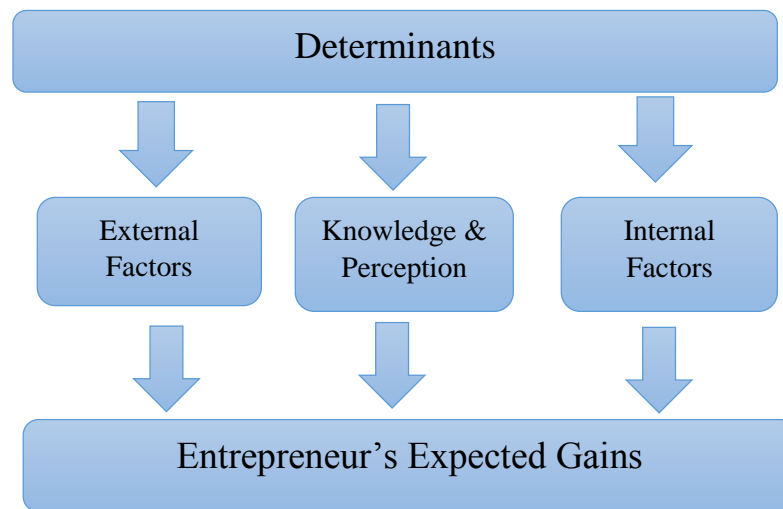 Determinants
External
Factors
Knowledge &
Perception
Internal
Factors
Entrepreneur’s Expected Gains